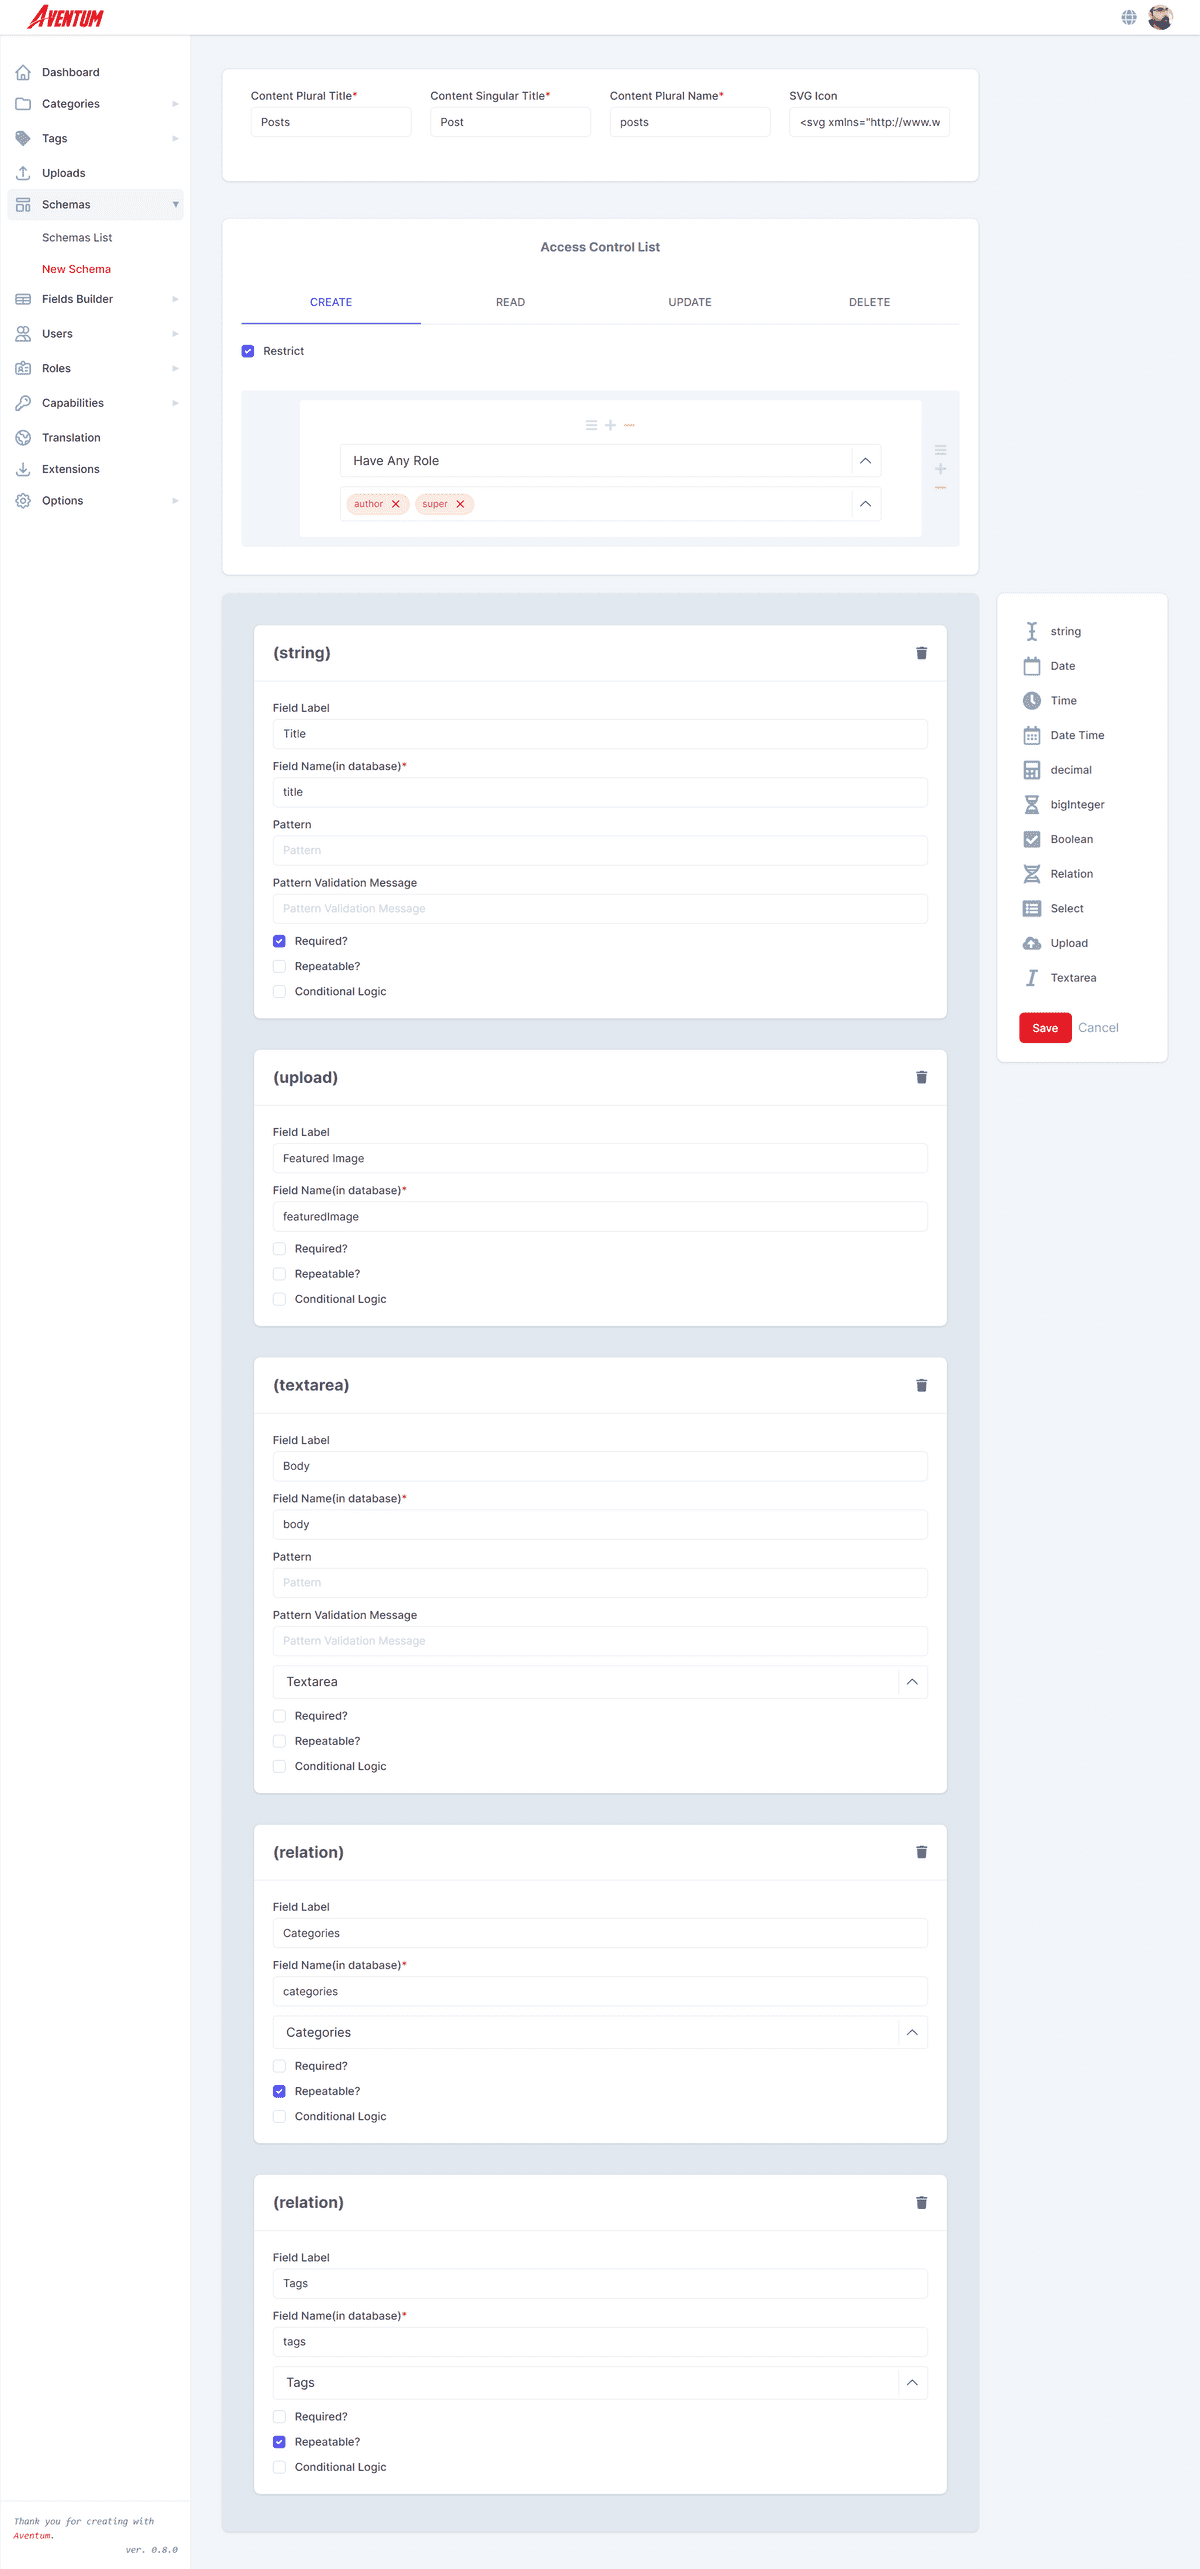 AVENTUM
Dashboard
Categories
Tags
Uploads
Schemas
Schemas List
New Schema
Fields Builder
Users
Roles
Capabilities
Translation
Extensions
Options
Thank you for creating with
Aventum.
ver. 0.8.0
Content Plural Title*
Posts
Content Singular Title*
Post
Content Plural Name*
posts
SVG Icon
<svg xmlns="http://www.w
Access Control List
CREATE READ UPDATE DELETE
Restrict
Have Any Role
author super
(string)
Field Label
Title
Field Name(in database)*
title
Pattern
Pattern
Pattern Validation Message
Pattern Validation Message
Required?
Repeatable?
Conditional Logic
(upload)
Field Label
Featured Image
Field Name(in database)*
featuredImage
Required?
Repeatable?
Conditional Logic
(textarea)
Field Label
Body
Field Name(in database)*
body
Pattern
Pattern
Pattern Validation Message
Pattern Validation Message
Textarea
Required?
Repeatable?
Conditional Logic
(relation)
Field Label
Categories
Field Name(in database)*
categories
Categories
Required?
Repeatable?
Conditional Logic
(relation)
Field Label
Tags
Field Name(in database)*
tags
Tags
Required?
Repeatable?
Conditional Logic
string
Date
Time
Date Time
decimal
bigInteger
Boolean
Relation
Select
Upload
Textarea
Save Cancel